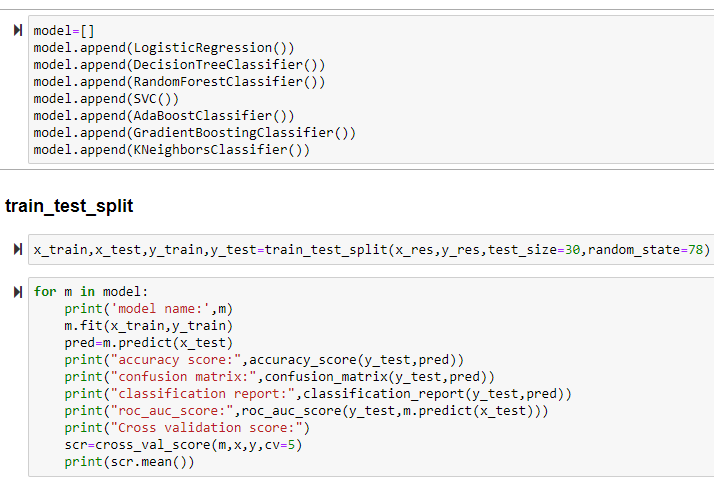 model=[]
model.append(LogisticRegression())
model.append(DecisionTreeClassifier())
model.append(RandomForestClassifier())
model.append(SVC())
model.append(AdaBoostClassifier())
model.append(GradientBoostingClassifier())
model.append(KNeighborsClassifier())
train_test_split
x_train,x_test,y_train,y_test=train_test_split(x_res,y_res,test_size=30,random_state=78)
for m in model:
    print('model name:',m)
    m.fit(x_train,y_train)
    pred=m.predict(x_test)
    print("accuracy score:",accuracy_score(y_test,pred))
    print("confusion matrix:",confusion_matrix(y_test,pred))
    print("classification report:",classification_report(y_test,pred))
    print("roc_auc_score:",roc_auc_score(y_test,m.predict(x_test)))
    print("Cross validation score:")
    scr=cross_val_score(m,x,y,cv=5)
    print(scr.mean())